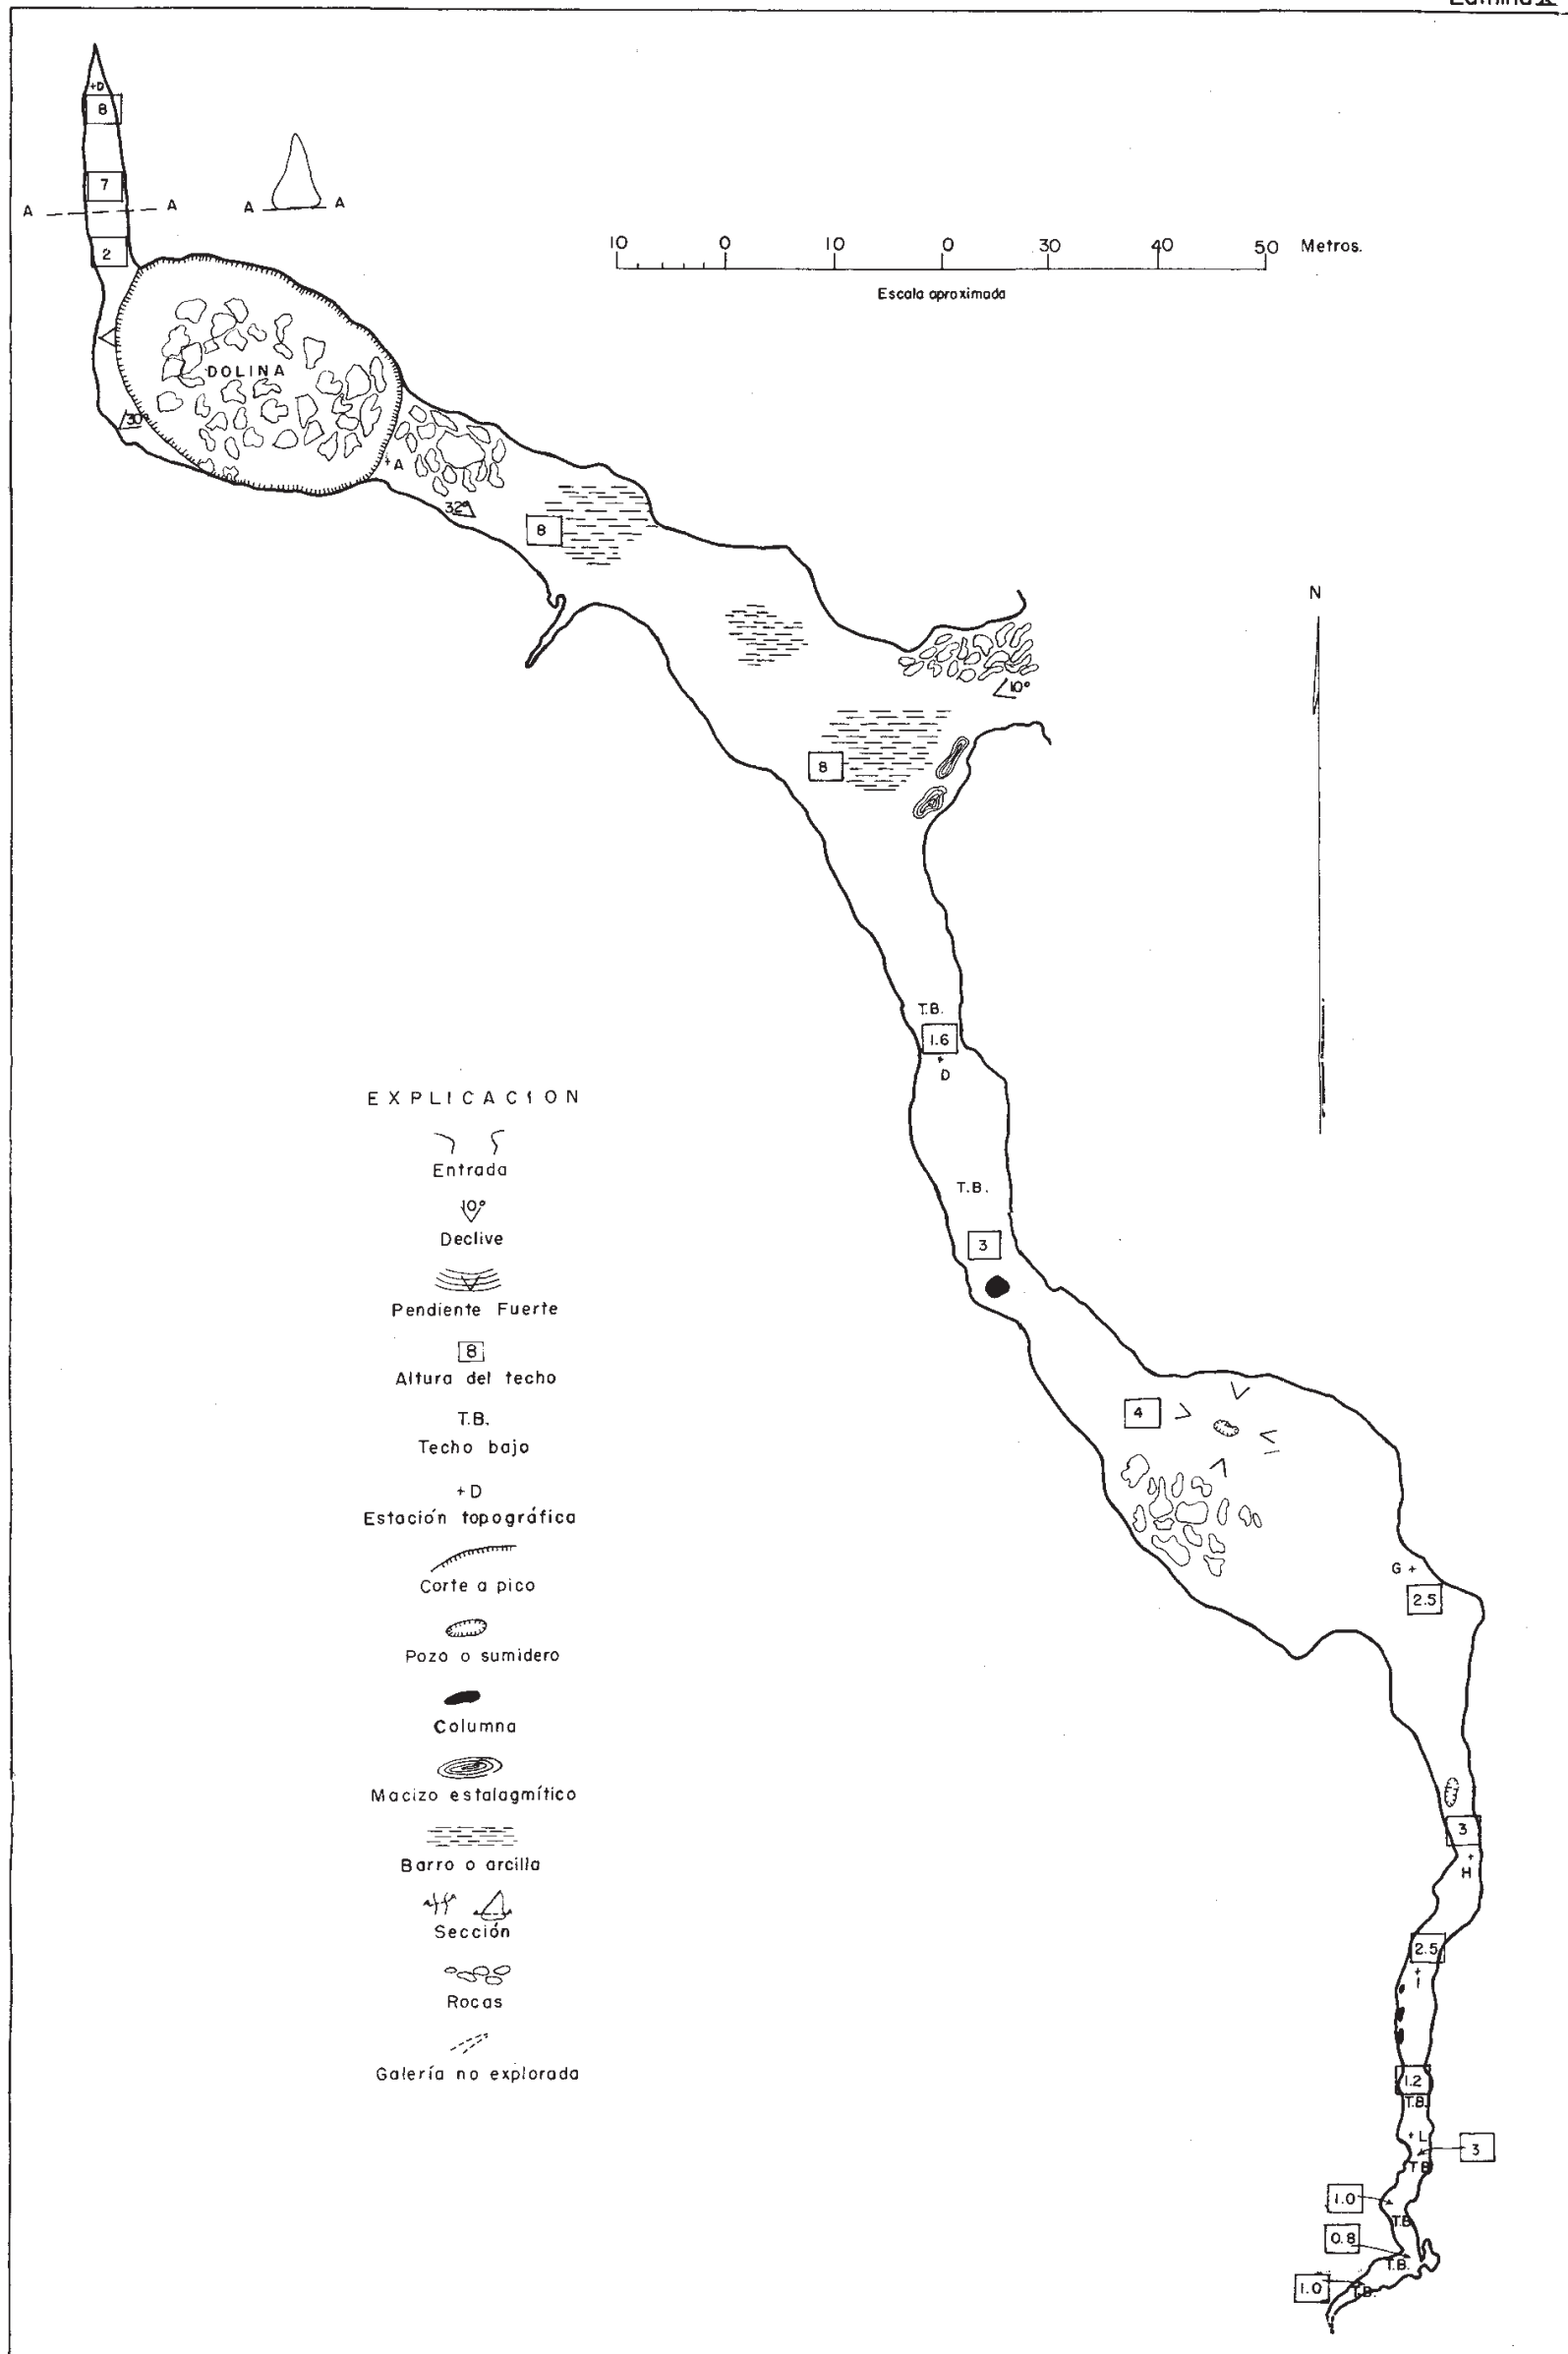 +D
8
7
A A
A A
2
10 0 10 0 30 40 50 Metros.
Escala aproximada
DOLINA
30°
+A
32°
8
N
10°
8
T.B.
1.6
+
D
T.B.
3
4
G +
2.5
3
+
H
2.5
+
I
1.2
T.B.
+ L
3
T B
1.0
T.B
0.8
T.B.
1.0
T.B.
EXPLICACION
Entrada
10°
Declive
Pendiente Fuerte
8
Altura del techo
T.B.
Techo bajo
+D
Estación topográfica
Corte a pico
Pozo o sumidero
Columna
Macizo estalagmítico
Barro o arcilla
Sección
Rocas
Galería no explorada